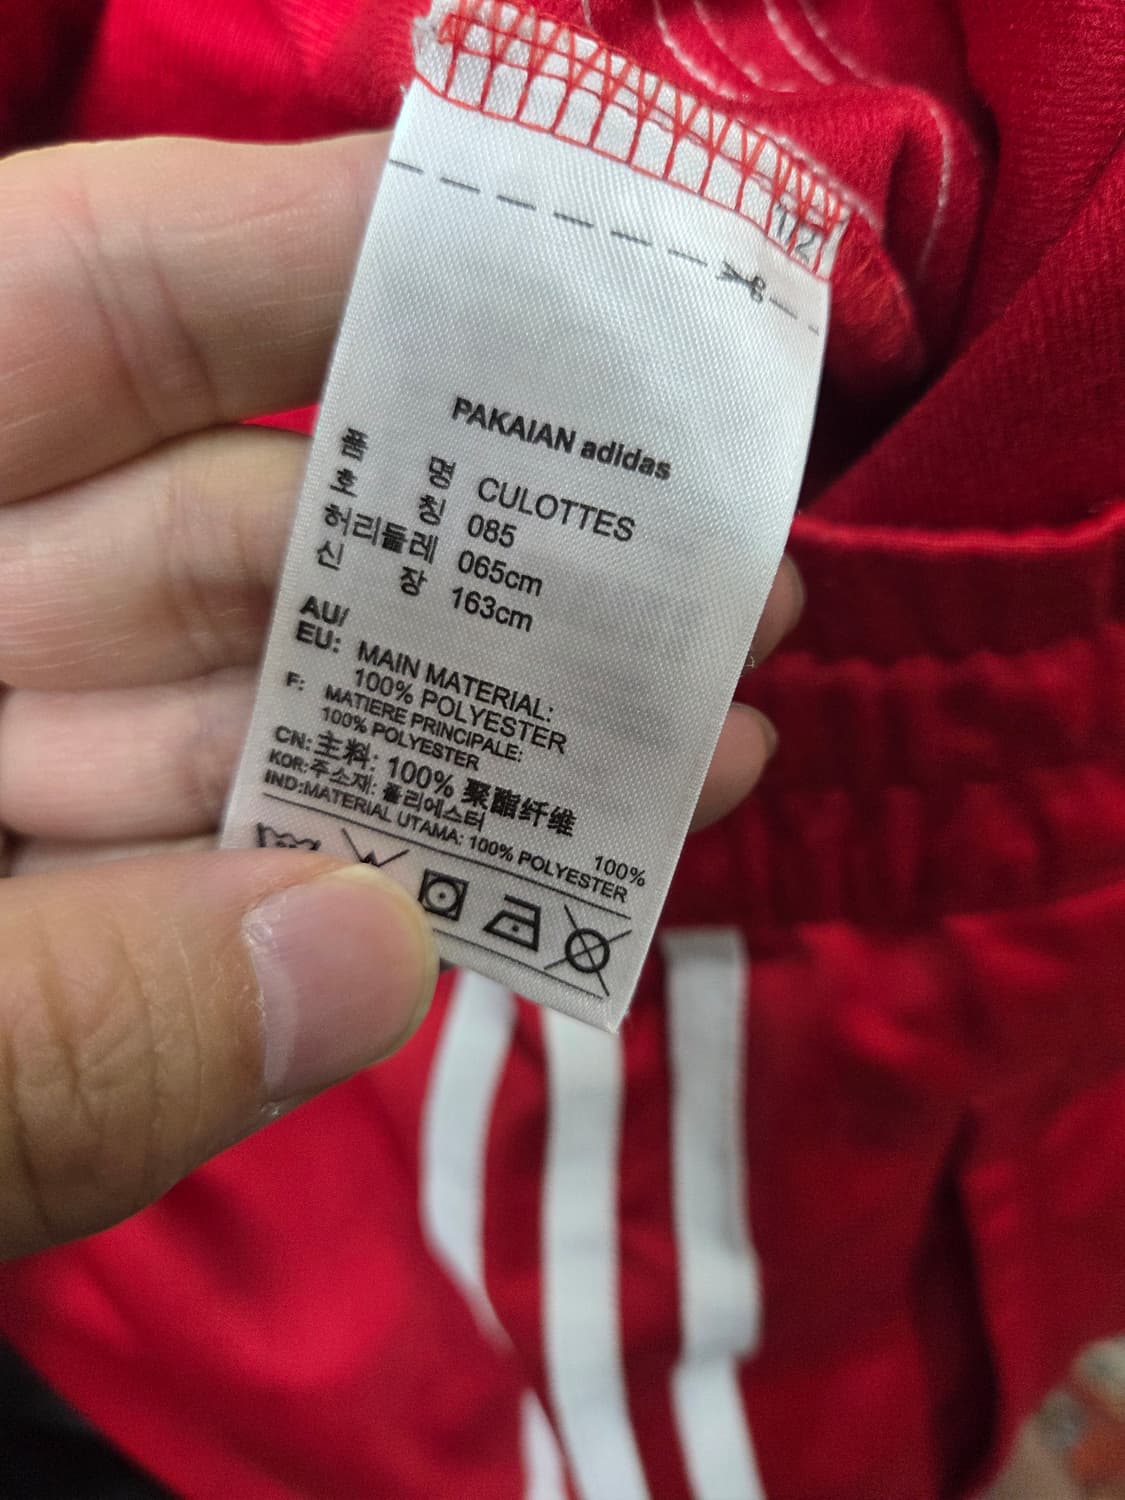 1/2
PAKAIAN adidas
품 명 CULOTTES
호 칭 085
허리둘레 065cm
신 장 163cm
AU/
EU: MAIN MATERIAL:
100% POLYESTER
F: MATIERE PRINCIPALE:
100% POLYESTER
CN: 主料: 100% 聚酯纤维
KOR: 주소재: 폴리에스터 100%
IND:MATERIAL UTAMA: 100% POLYESTER